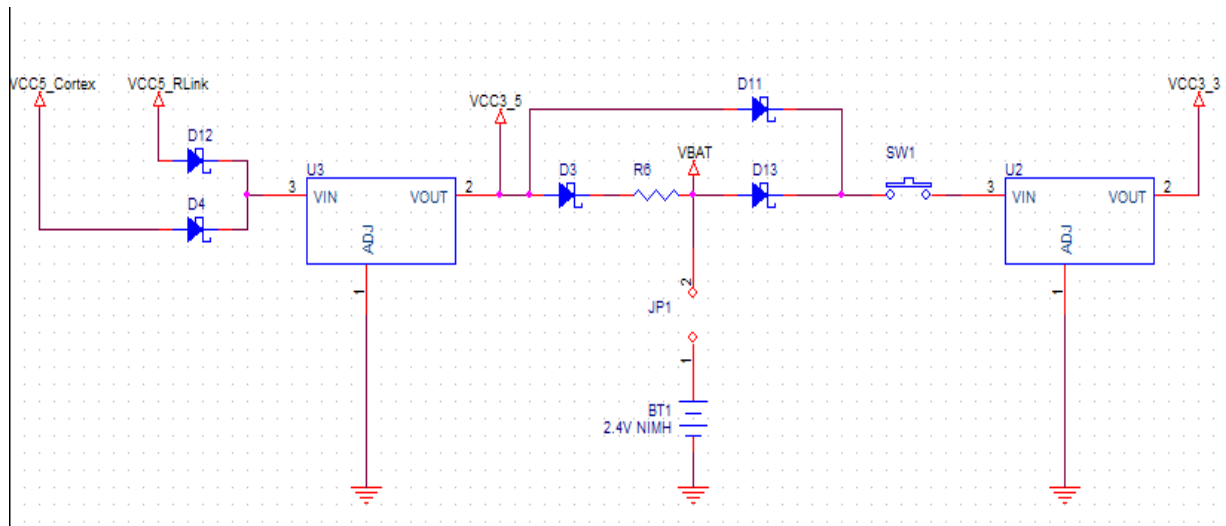 VCC5_Cortex
VCC5_RLink
VCC3_5
D11
VCC3_3
D12
VBAT
SW1
D3
R6
D13
U3
U2
3
VIN
VOUT
2
3
VIN
VOUT
2
D4
ADJ
ADJ
1
2
1
JP1
1
BT1
2.4V NIMH